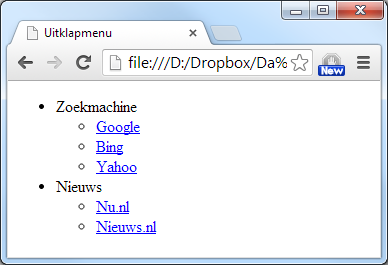 Uitklapmenu
file:///D:/Dropbox/Da%
New
Zoekmachine
Google
Bing
Yahoo
Nieuws
Nu.nl
Nieuws.nl